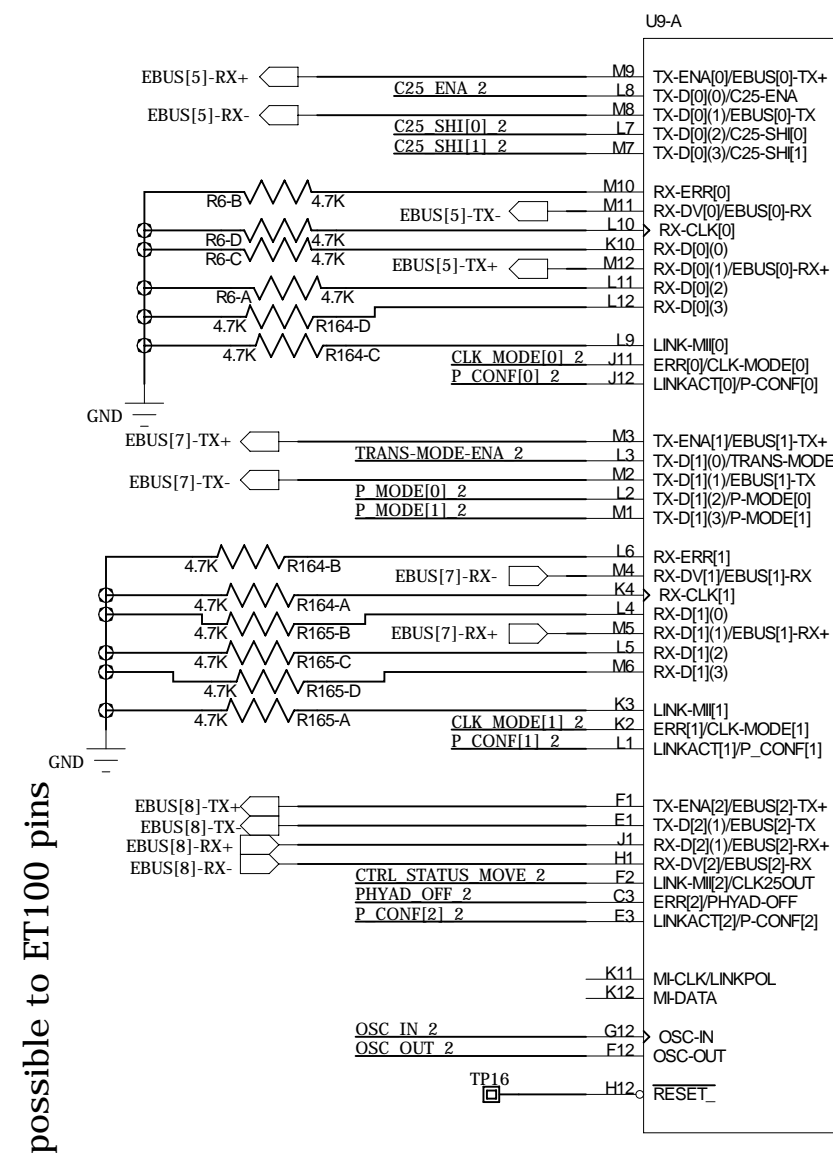 U9-A
EBUS[5]-RX+ M9 TX-ENA[0]/EBUS[0]-TX+
C25_ENA_2 L8 TX-D[0](0)/C25-ENA
EBUS[5]-RX- M8 TX-D[0](1)/EBUS[0]-TX
C25_SHI[0]_2 L7 TX-D[0](2)/C25-SHI[0]
C25_SHI[1]_2 M7 TX-D[0](3)/C25-SHI[1]
R6-B 4.7K M10 RX-ERR[0]
EBUS[5]-TX- M11 RX-DV[0]/EBUS[0]-RX
R6-D 4.7K L10 RX-CLK[0]
R6-C 4.7K K10 RX-D[0](0)
EBUS[5]-TX+ M12 RX-D[0](1)/EBUS[0]-RX+
R6-A 4.7K L11 RX-D[0](2)
4.7K R164-D L12 RX-D[0](3)
4.7K R164-C L9 LINK-MII[0]
CLK_MODE[0]_2 J11 ERR[0]/CLK-MODE[0]
P_CONF[0]_2 J12 LINKACT[0]/P-CONF[0]
GND
EBUS[7]-TX+ M3 TX-ENA[1]/EBUS[1]-TX+
TRANS-MODE-ENA_2 L3 TX-D[1](0)/TRANS-MODE
EBUS[7]-TX- M2 TX-D[1](1)/EBUS[1]-TX
P_MODE[0]_2 L2 TX-D[1](2)/P-MODE[0]
P_MODE[1]_2 M1 TX-D[1](3)/P-MODE[1]
4.7K R164-B L6 RX-ERR[1]
EBUS[7]-RX- M4 RX-DV[1]/EBUS[1]-RX
4.7K R164-A K4 RX-CLK[1]
4.7K R165-B L4 RX-D[1](0)
EBUS[7]-RX+ M5 RX-D[1](1)/EBUS[1]-RX+
4.7K R165-C L5 RX-D[1](2)
4.7K R165-D M6 RX-D[1](3)
4.7K R165-A K3 LINK-MII[1]
CLK_MODE[1]_2 K2 ERR[1]/CLK-MODE[1]
P_CONF[1]_2 L1 LINKACT[1]/P_CONF[1]
GND
EBUS[8]-TX+ F1 TX-ENA[2]/EBUS[2]-TX+
EBUS[8]-TX- E1 TX-D[2](1)/EBUS[2]-TX
EBUS[8]-RX+ J1 RX-D[2](1)/EBUS[2]-RX+
EBUS[8]-RX- H1 RX-DV[2]/EBUS[2]-RX
CTRL_STATUS_MOVE_2 F2 LINK-MII[2]/CLK25OUT
PHYAD_OFF_2 C3 ERR[2]/PHYAD-OFF
P_CONF[2]_2 E3 LINKACT[2]/P-CONF[2]
K11 MI-CLK/LINKPOL
K12 MI-DATA
OSC_IN_2 G12 OSC-IN
OSC_OUT_2 F12 OSC-OUT
TP16 H12 RESET_
possible to ET100 pins